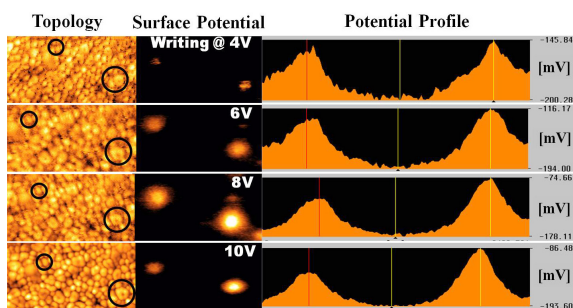 Topology Surface Potential Potential Profile
Writing @ 4V
-145.84
[mV]
-200.28
6V
-116.17
[mV]
-194.00
8V
-74.66
[mV]
-178.11
10V
-86.48
[mV]
-193.60